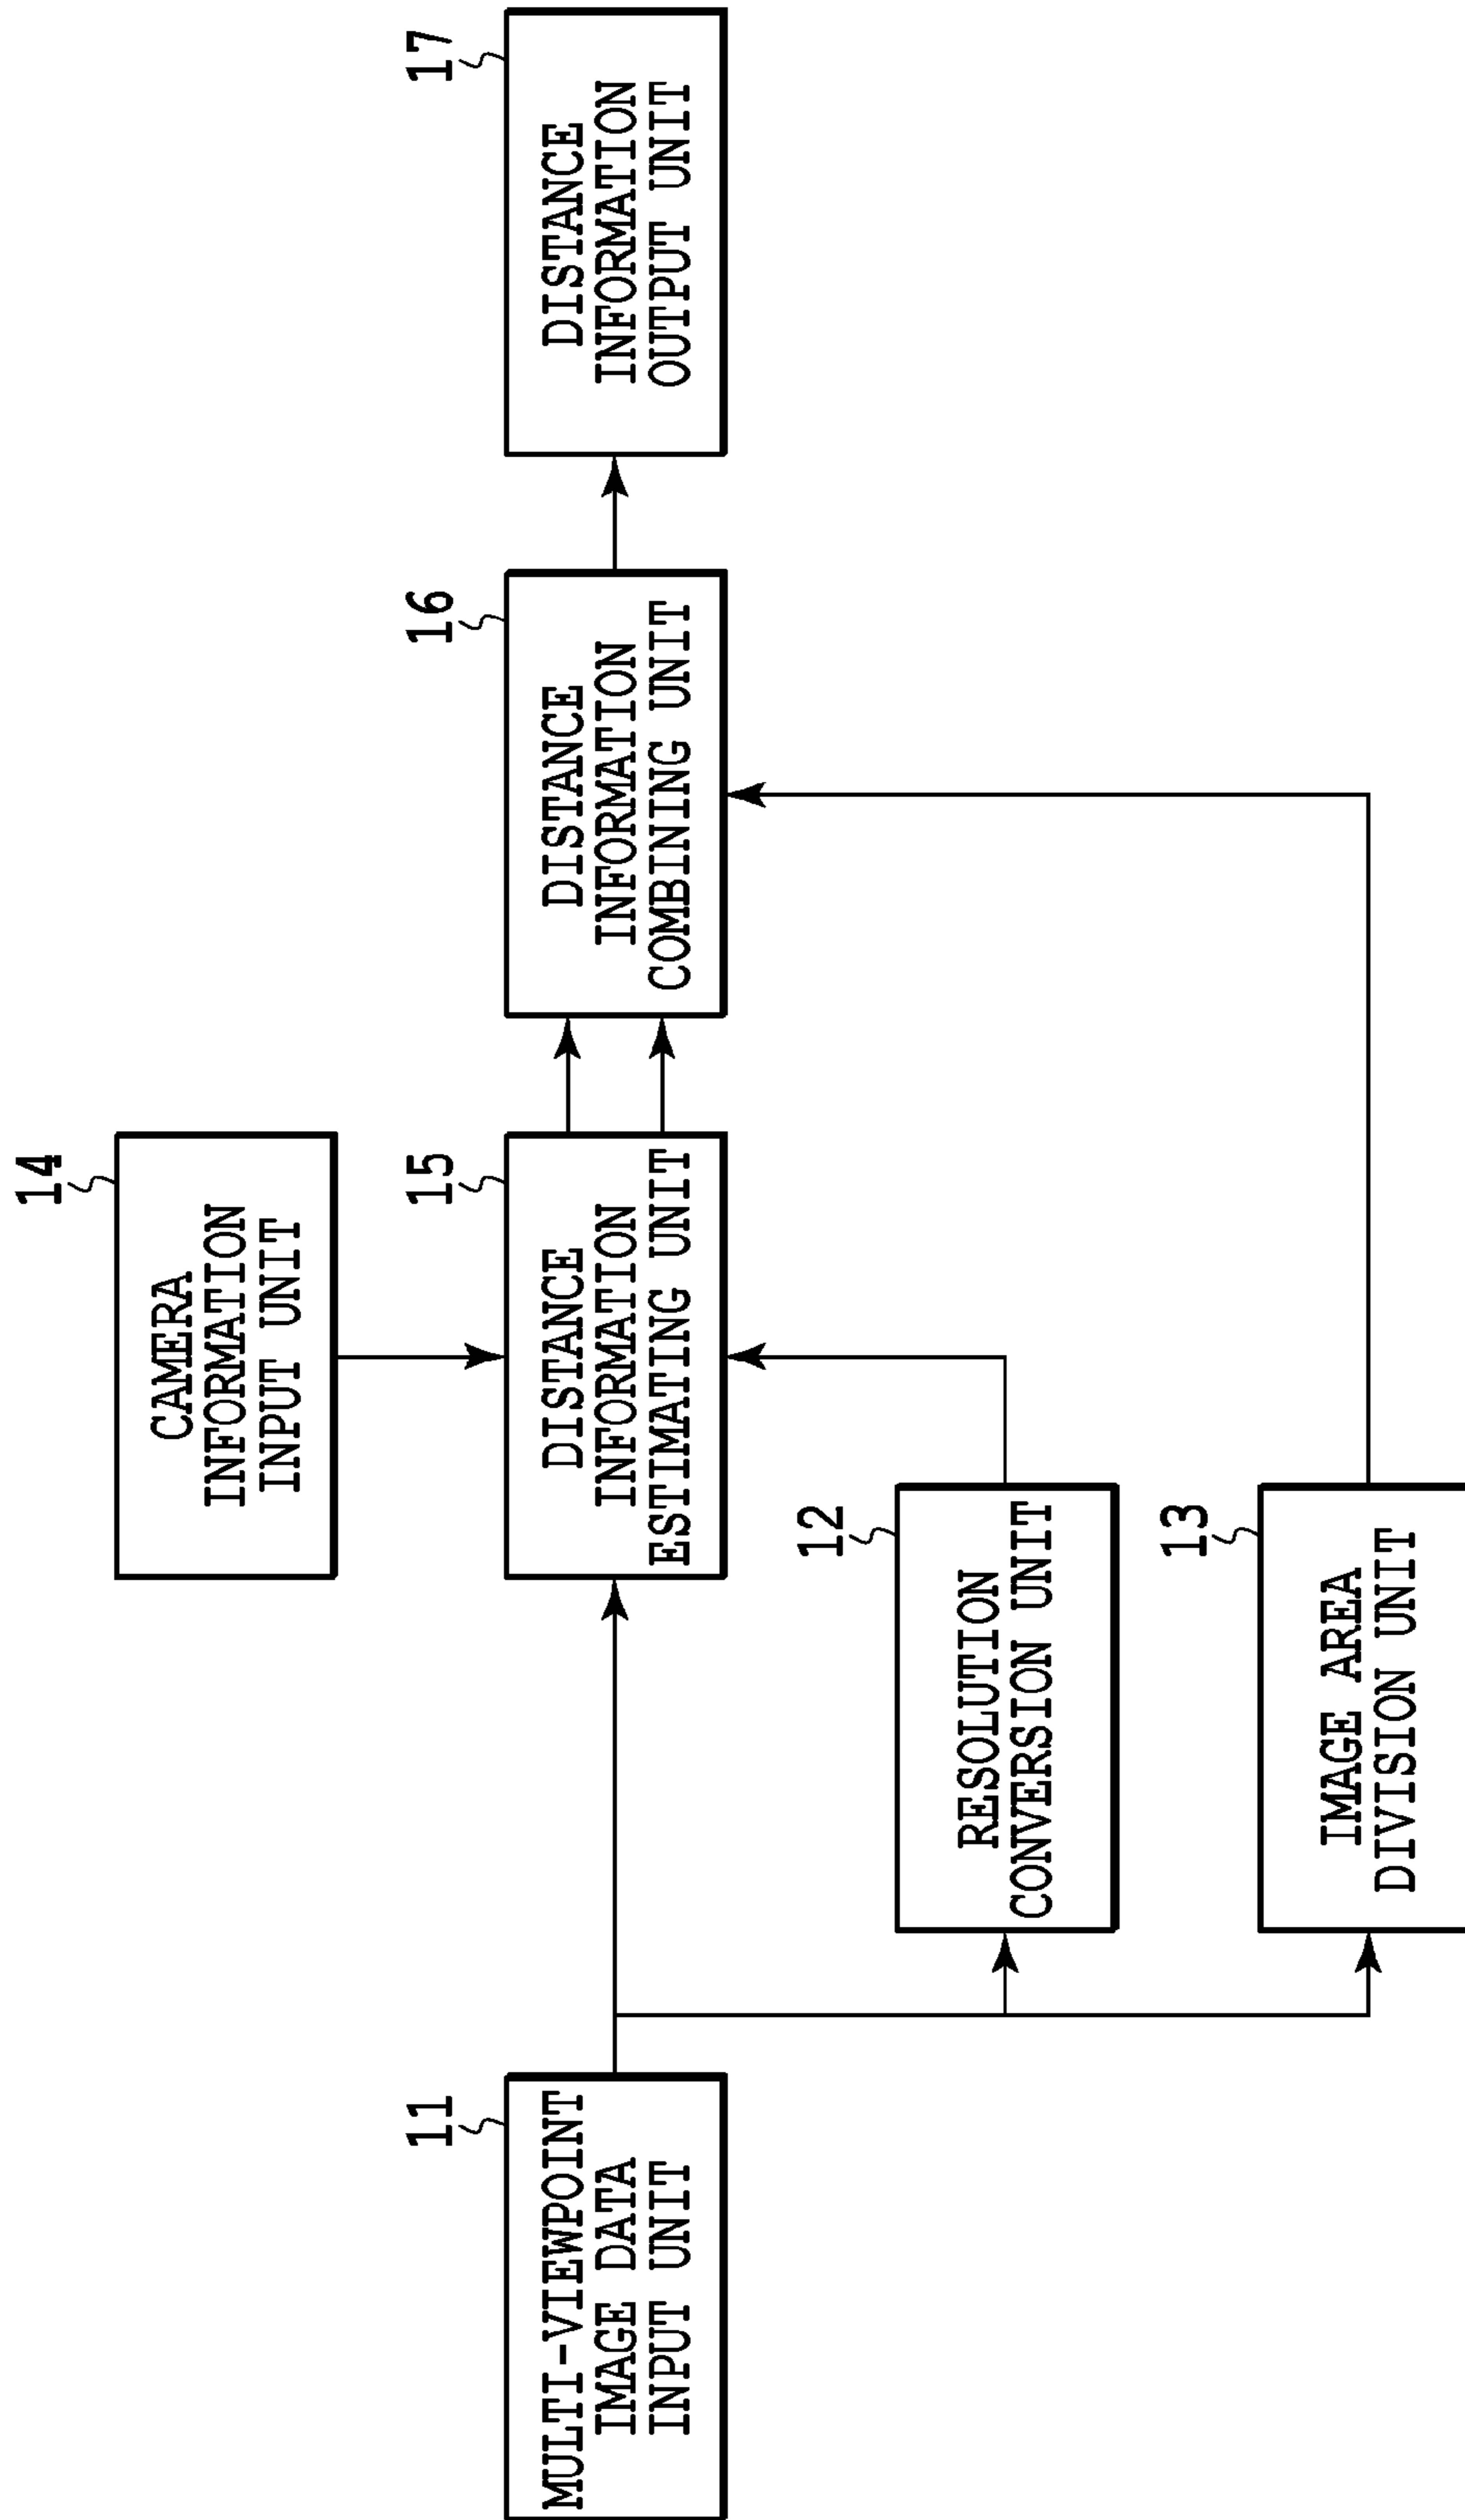 14
CAMERA
INFORMATION
INPUT UNIT
11
MULTI-VIEWPOINT
IMAGE DATA
INPUT UNIT
15
DISTANCE
INFORMATION
ESTIMATING UNIT
16
DISTANCE
INFORMATION
COMBINING UNIT
17
DISTANCE
INFORMATION
OUTPUT UNIT
12
RESOLUTION
CONVERSION UNIT
13
IMAGE AREA
DIVISION UNIT